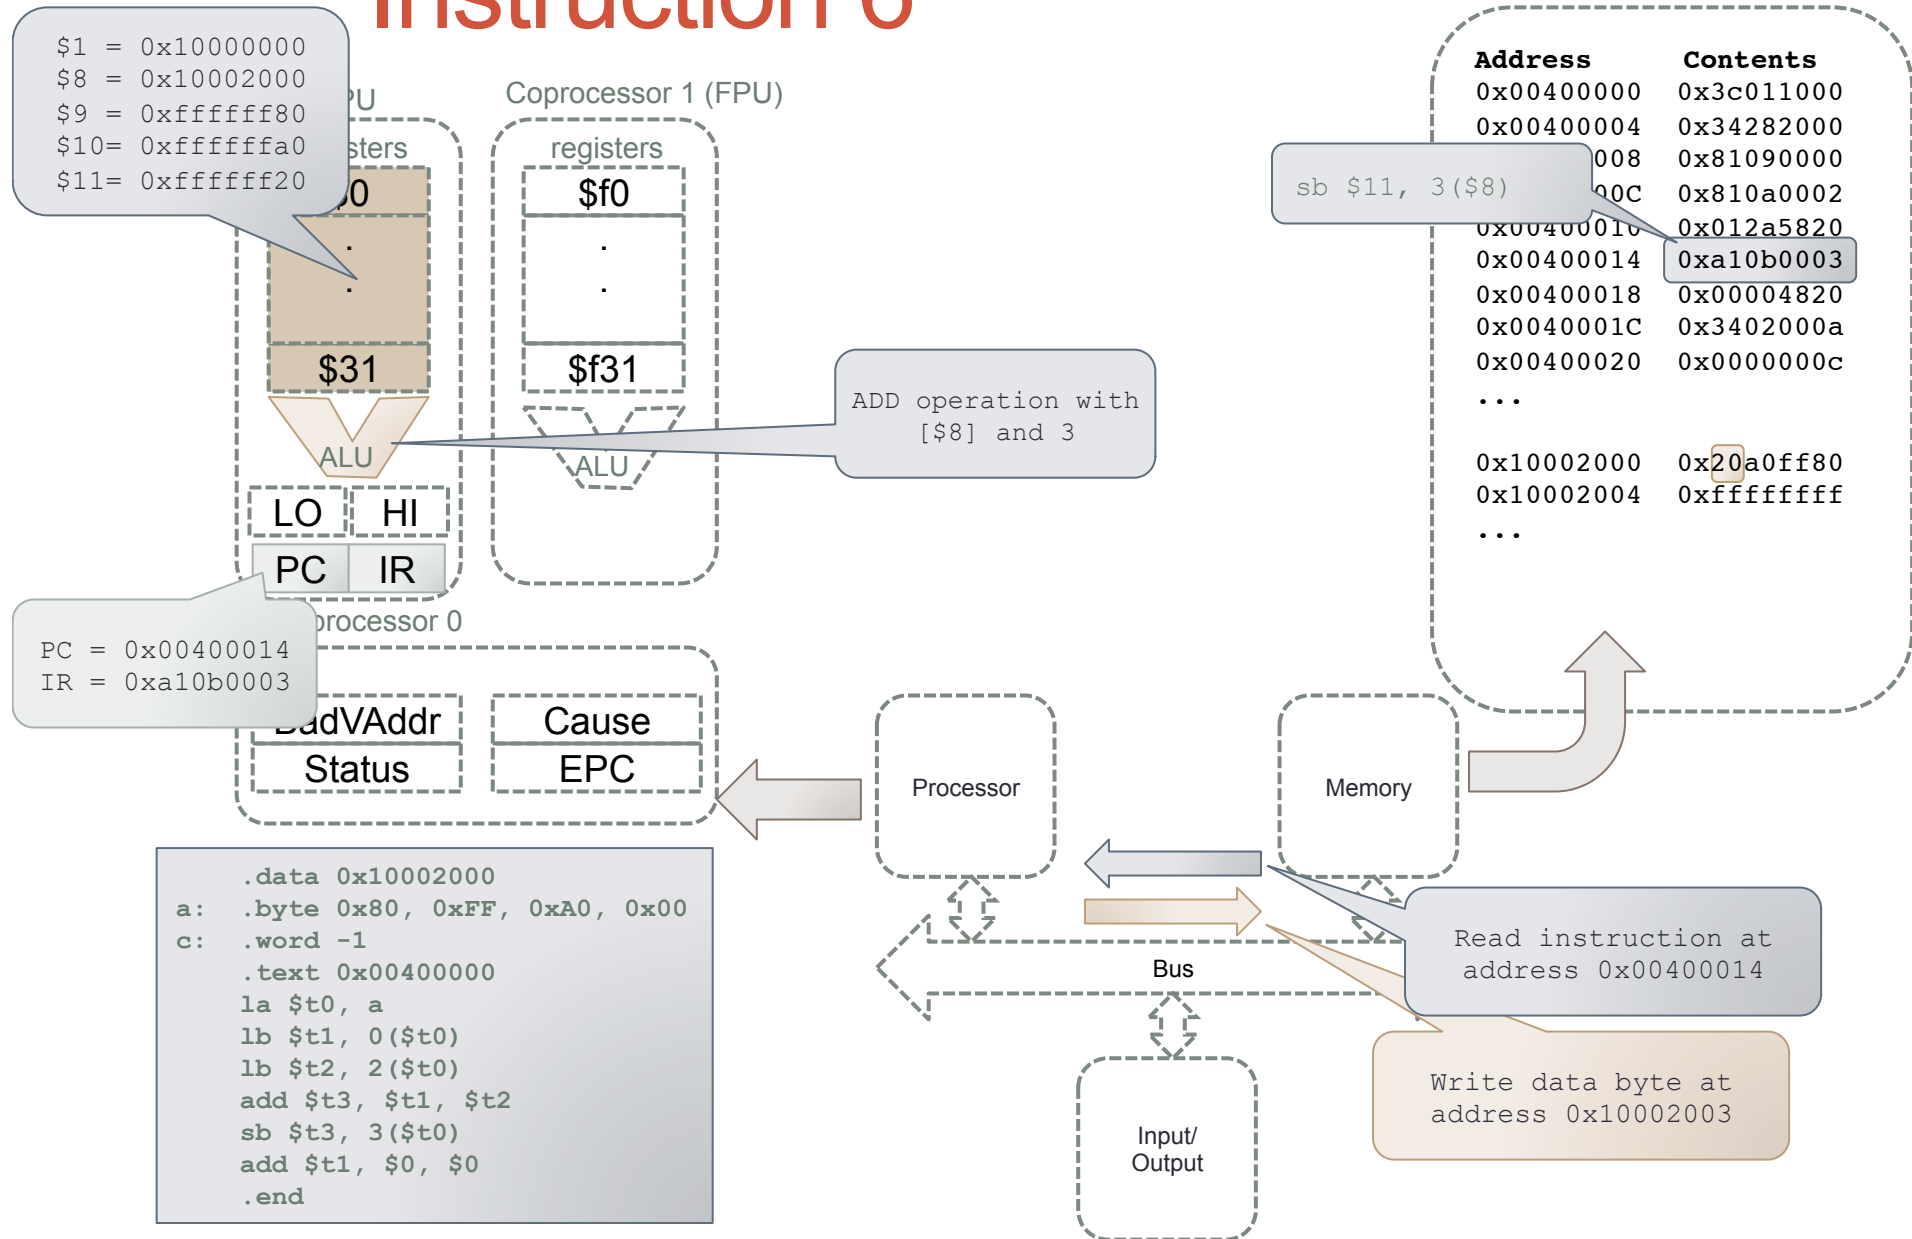 Instruction 6
$1 = 0x10000000
$8 = 0x10002000
$9 = 0xffffff80
$10= 0xffffffa0
$11= 0xffffff20
Coprocessor 1 (FPU)
registers
$f0
.
.
.
.
$31
$f31
ALU
ALU
LO HI
PC IR
PC = 0x00400014
IR = 0xa10b0003
BadVAddr
Cause
Status
EPC
ADD operation with
[$8] and 3
Address Contents
0x00400000 0x3c011000
0x00400004 0x34282000
008 0x81090000
00C 0x810a0002
0x00400010 0x012a5820
0x00400014 0xa10b0003
0x00400018 0x00004820
0x0040001C 0x3402000a
0x00400020 0x0000000c
...
0x10002000 0x20a0ff80
0x10002004 0xffffffff
...
sb $11, 3($8)
Processor
Memory
Bus
Input/
Output
Read instruction at
address 0x00400014
Write data byte at
address 0x10002003
.data 0x10002000
a: .byte 0x80, 0xFF, 0xA0, 0x00
c: .word -1
.text 0x00400000
la $t0, a
lb $t1, 0($t0)
lb $t2, 2($t0)
add $t3, $t1, $t2
sb $t3, 3($t0)
add $t1, $0, $0
.end